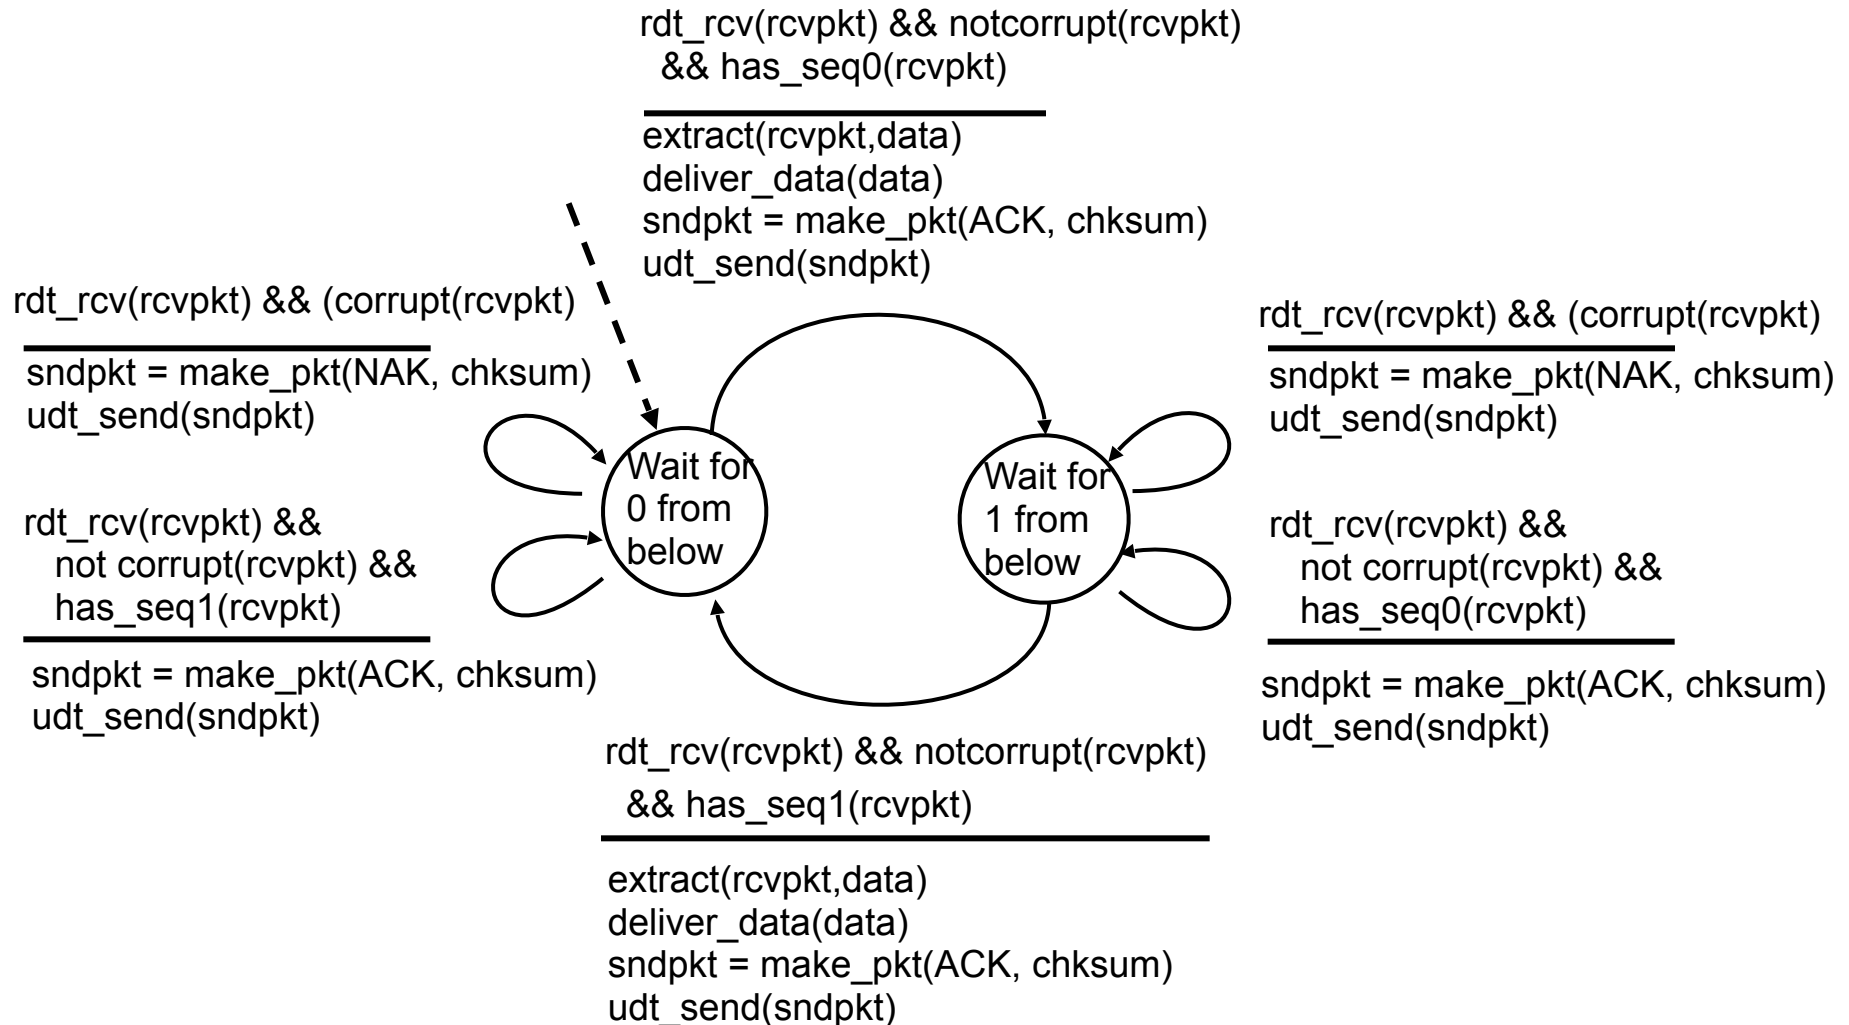 rdt_rcv(rcvpkt) && notcorrupt(rcvpkt)
&& has_seq0(rcvpkt)
extract(rcvpkt,data)
deliver_data(data)
sndpkt = make_pkt(ACK, chksum)
udt_send(sndpkt)
rdt_rcv(rcvpkt) && (corrupt(rcvpkt)
sndpkt = make_pkt(NAK, chksum)
udt_send(sndpkt)
rdt_rcv(rcvpkt) &&
not corrupt(rcvpkt) &&
has_seq1(rcvpkt)
sndpkt = make_pkt(ACK, chksum)
udt_send(sndpkt)
Wait for
0 from
below
Wait for
1 from
below
rdt_rcv(rcvpkt) && (corrupt(rcvpkt)
sndpkt = make_pkt(NAK, chksum)
udt_send(sndpkt)
rdt_rcv(rcvpkt) &&
not corrupt(rcvpkt) &&
has_seq0(rcvpkt)
sndpkt = make_pkt(ACK, chksum)
udt_send(sndpkt)
rdt_rcv(rcvpkt) && notcorrupt(rcvpkt)
&& has_seq1(rcvpkt)
extract(rcvpkt,data)
deliver_data(data)
sndpkt = make_pkt(ACK, chksum)
udt_send(sndpkt)